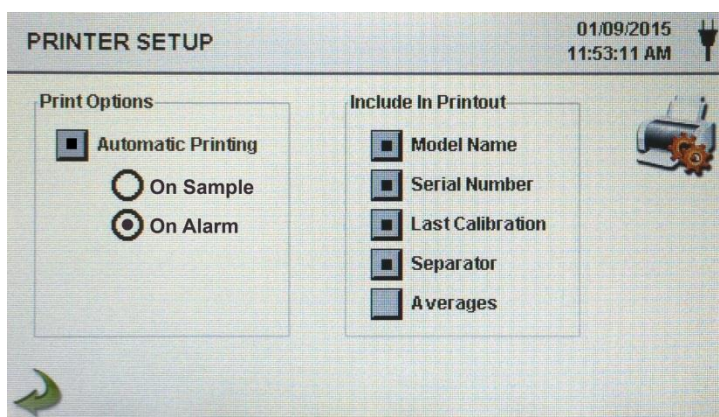 PRINTER SETUP
01/09/2015
11:53:11 AM
Print Options
Automatic Printing
On Sample
On Alarm
Include In Printout
Model Name
Serial Number
Last Calibration
Separator
Averages